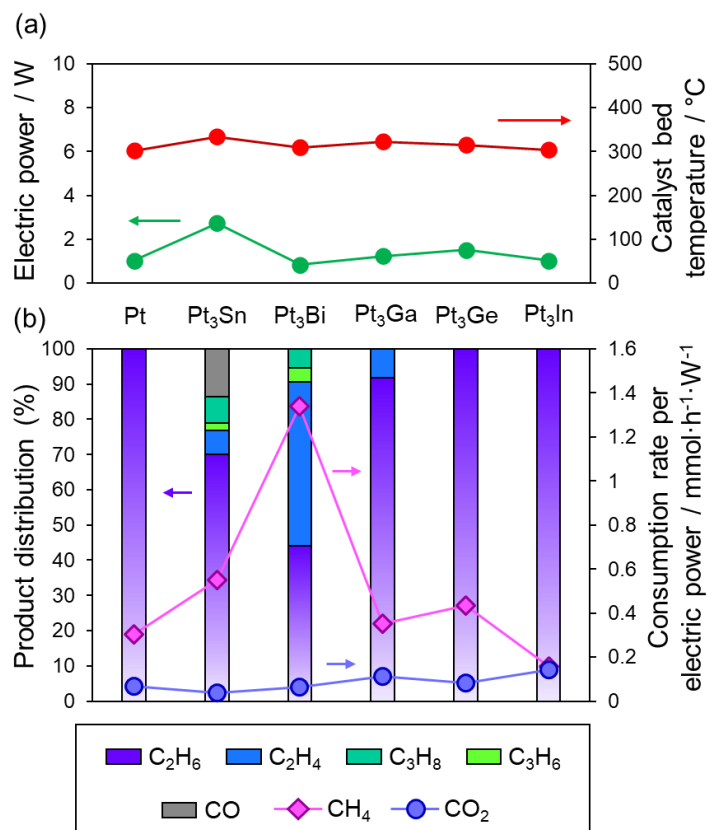 (a)
Electric power / W
10
8
6
4
2
0
500
400
300
200
100
0
Catalyst bed
temperature / °C
(b)
Pt Pt₃Sn Pt₃Bi Pt₃Ga Pt₃Ge Pt₃In
Product distribution (%)
100
90
80
70
60
50
40
30
20
10
0
1.6
1.4
1.2
1
0.8
0.6
0.4
0.2
0
Consumption rate per
electric power / mmol·h⁻¹·W⁻¹
C₂H₆ C₂H₄ C₃H₈ C₃H₆
CO CH₄ CO₂